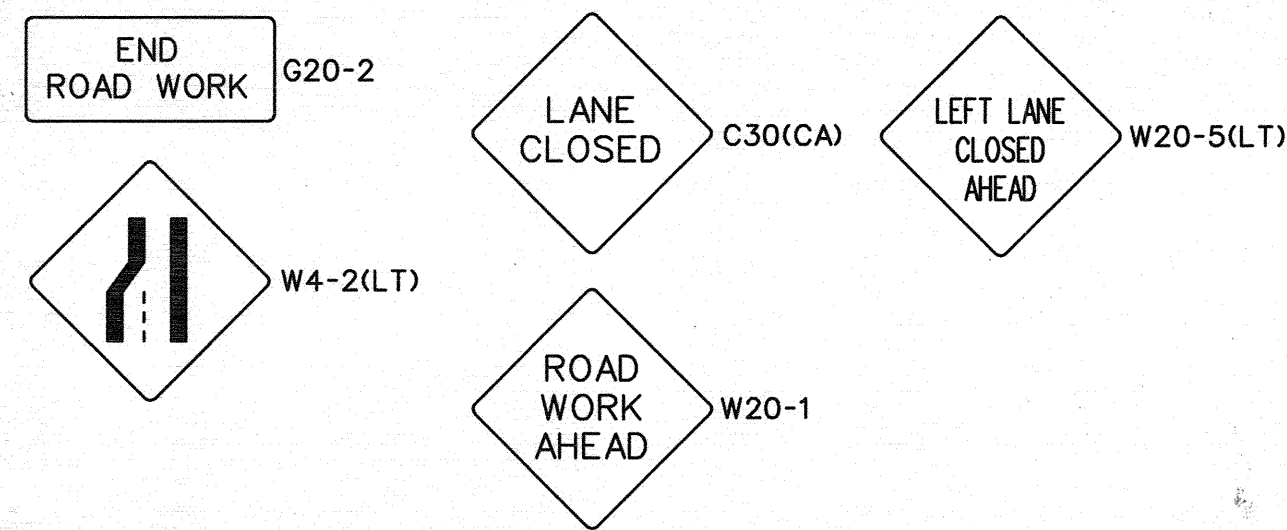 END
ROAD WORK
G20-2
LANE
CLOSED
C30(CA)
LEFT LANE
CLOSED
AHEAD
W20-5(LT)
W4-2(LT)
ROAD
WORK
AHEAD
W20-1